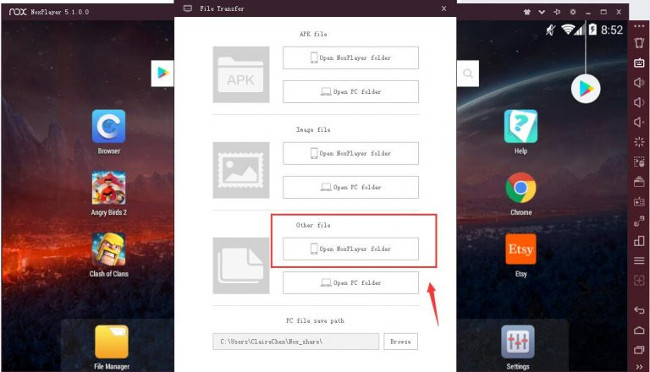 nox NoxPlayer 5.1.0.0
File Transfer
X
8:52
APK file
Open NoxPlayer folder
APK
Open PC folder
Image file
Open NoxPlayer folder
Open PC folder
Other file
Open NoxPlayer folder
Open PC folder
PC file save path
C:\Users\ClaireChen\Nox_share\
Browse
Browser
Angry Birds 2
Clash of Clans
File Manager
Help
Chrome
Etsy
Etsy
Settings